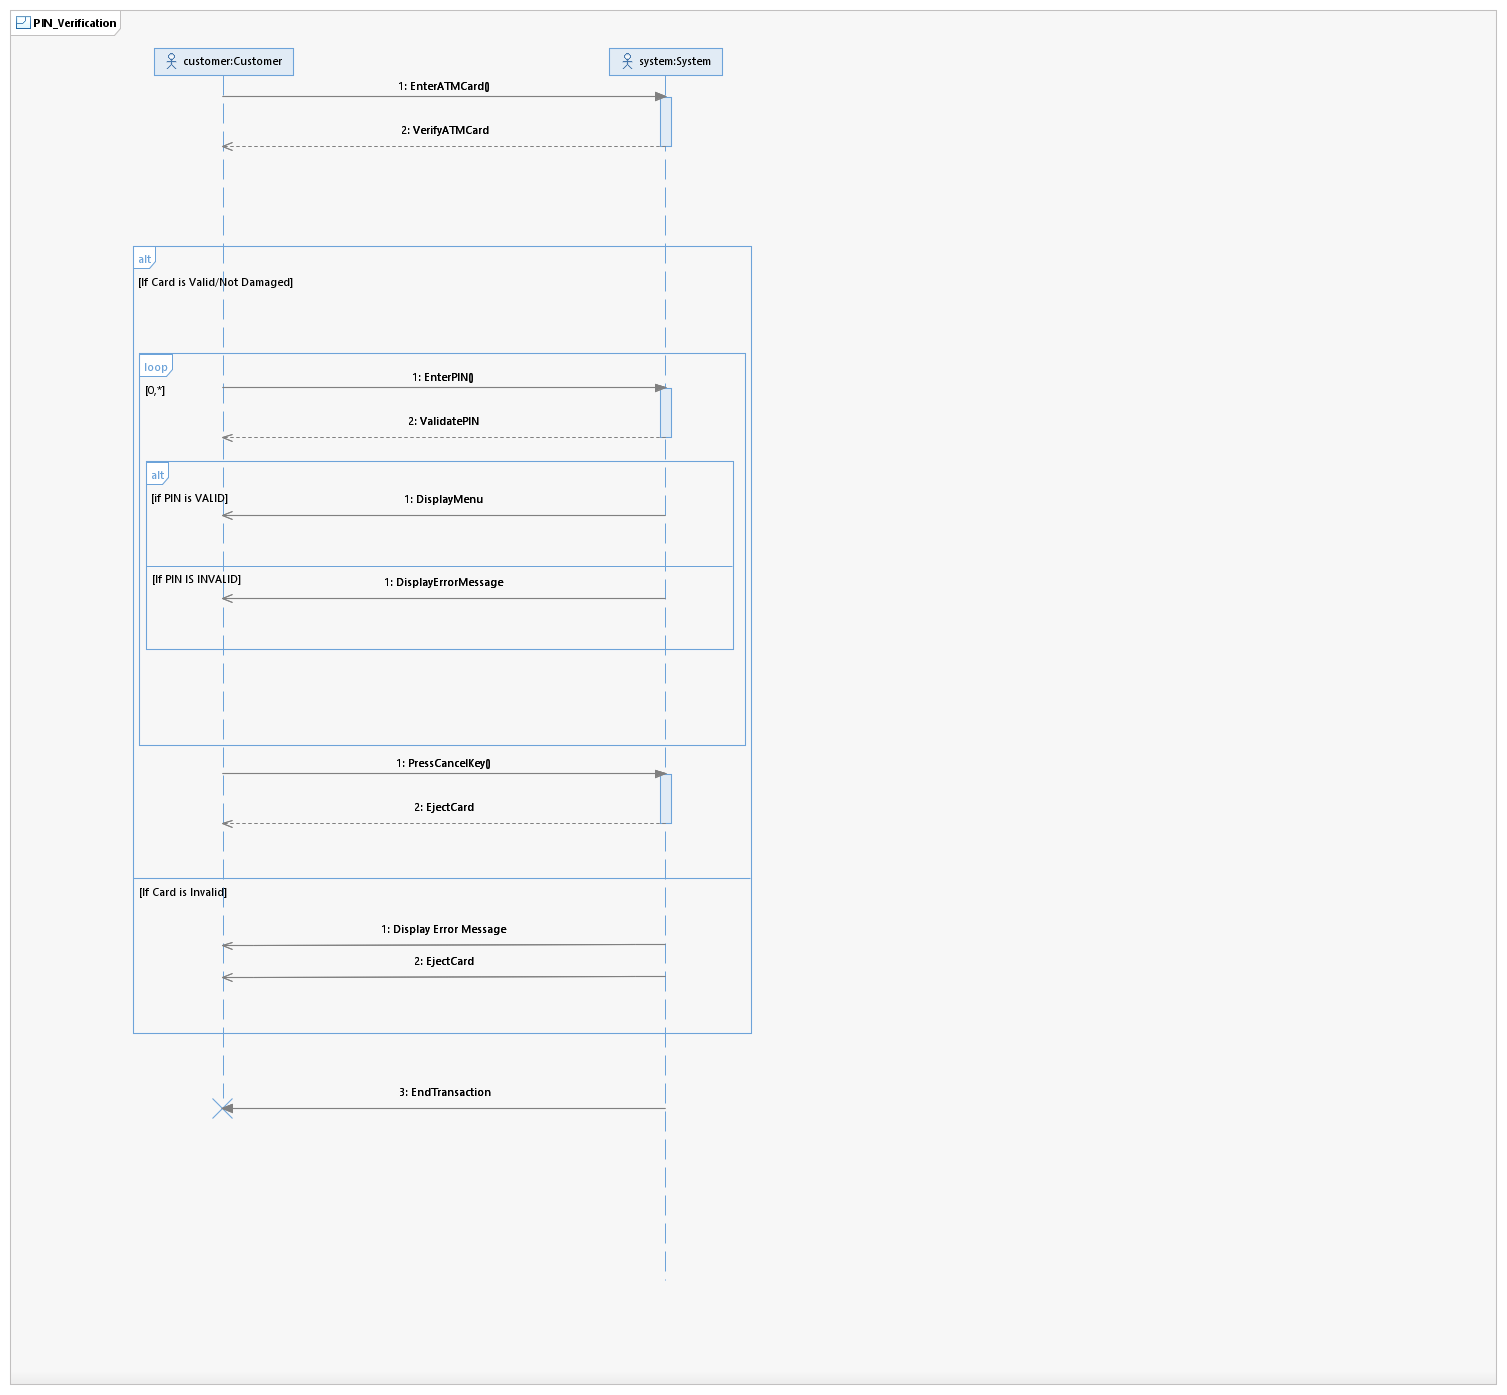 PIN_Verification
customer:Customer
system:System
1: EnterATMCard()
2: VerifyATMCard
alt
[If Card is Valid/Not Damaged]
loop
1: EnterPIN()
[0,*]
2: ValidatePIN
alt
[if PIN is VALID]
1: DisplayMenu
[If PIN IS INVALID]
1: DisplayErrorMessage
1: PressCancelKey()
2: EjectCard
[If Card is Invalid]
1: Display Error Message
2: EjectCard
3: EndTransaction